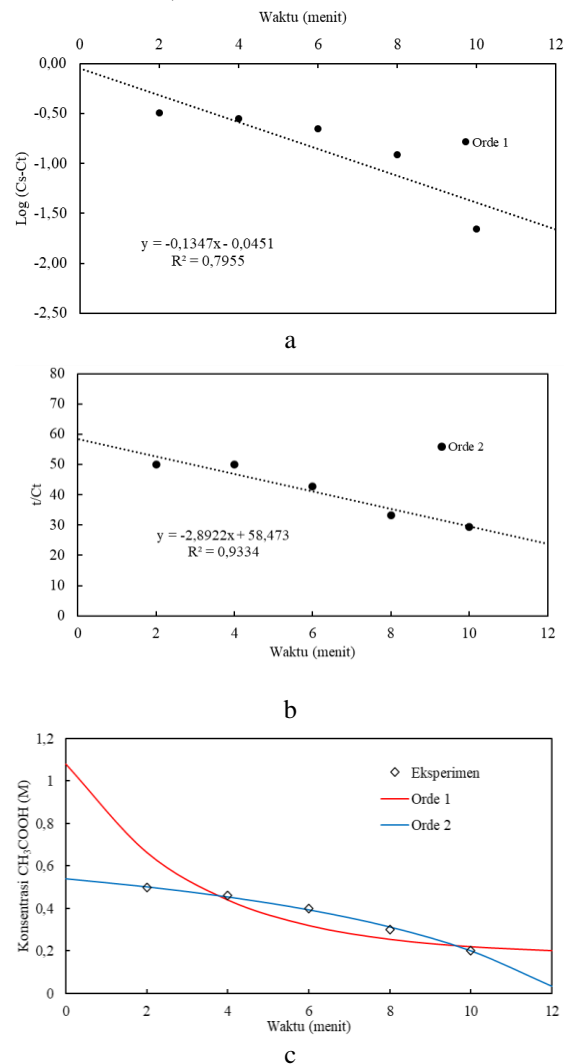 Waktu (menit)
0 2 4 6 8 10 12
0,00
-0,50
-1,00
-1,50
-2,00
-2,50
Log (Cs-Ct)
Orde 1
y = -0,1347x - 0,0451
R² = 0,7955
a
80
70
60
50
40
30
20
10
0
t/Ct
Orde 2
y = -2,8922x + 58,473
R² = 0,9334
0 2 4 6 8 10 12
Waktu (menit)
b
1,2
1
0,8
0,6
0,4
0,2
0
Konsentrasi CH₃COOH (M)
Eksperimen
Orde 1
Orde 2
0 2 4 6 8 10 12
Waktu (menit)
c